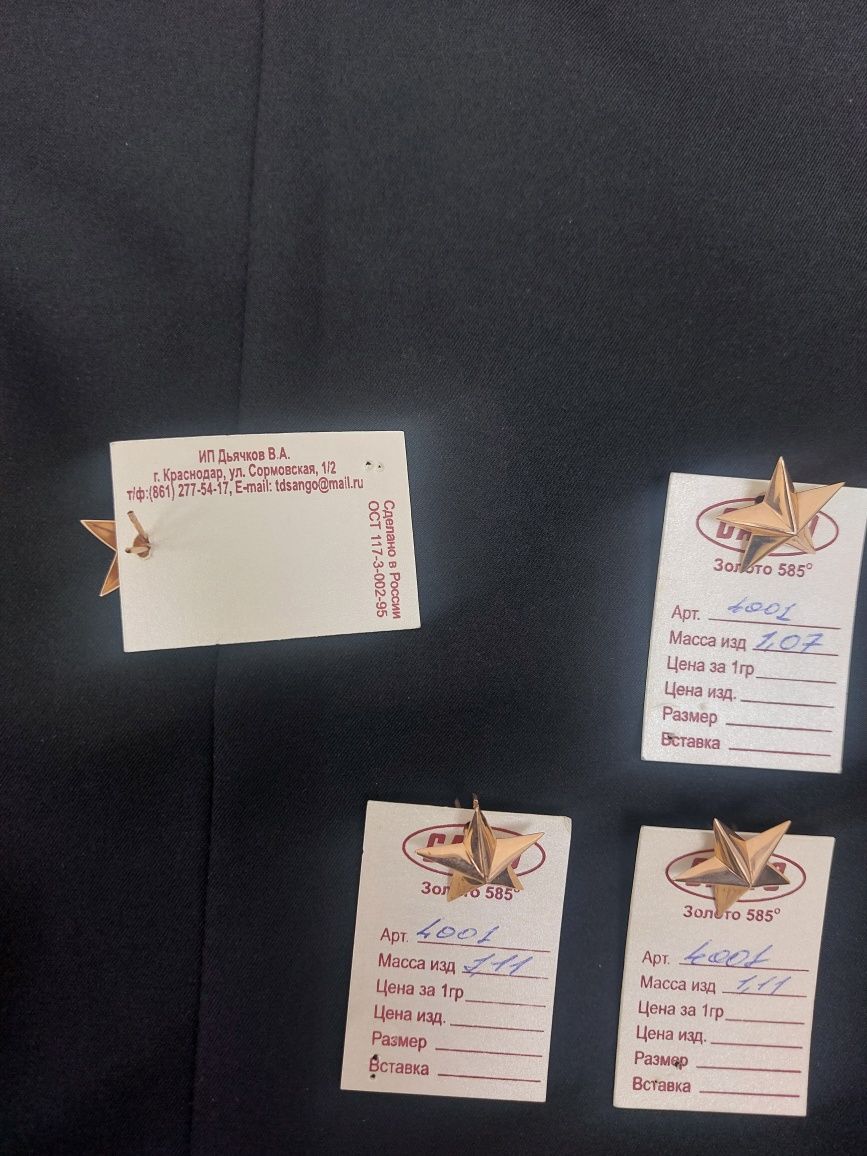 ИП Дьячков В.А.
г. Краснодар, ул. Сормовская, 1/2
т/ф:(861) 277-54-17, E-mail: tdsango@mail.ru
Сделано в России
ОСТ 117-3-002-95
Золото 585°
Арт. 4001
Масса изд 1,07
Цена за 1гр
Цена изд.
Размер
Вставка
Золото 585°
Арт. 4001
Масса изд 1,11
Цена за 1гр
Цена изд.
Размер
Вставка
Золото 585°
Арт. 4001
Масса изд 1,11
Цена за 1гр
Цена изд.
Размер
Вставка